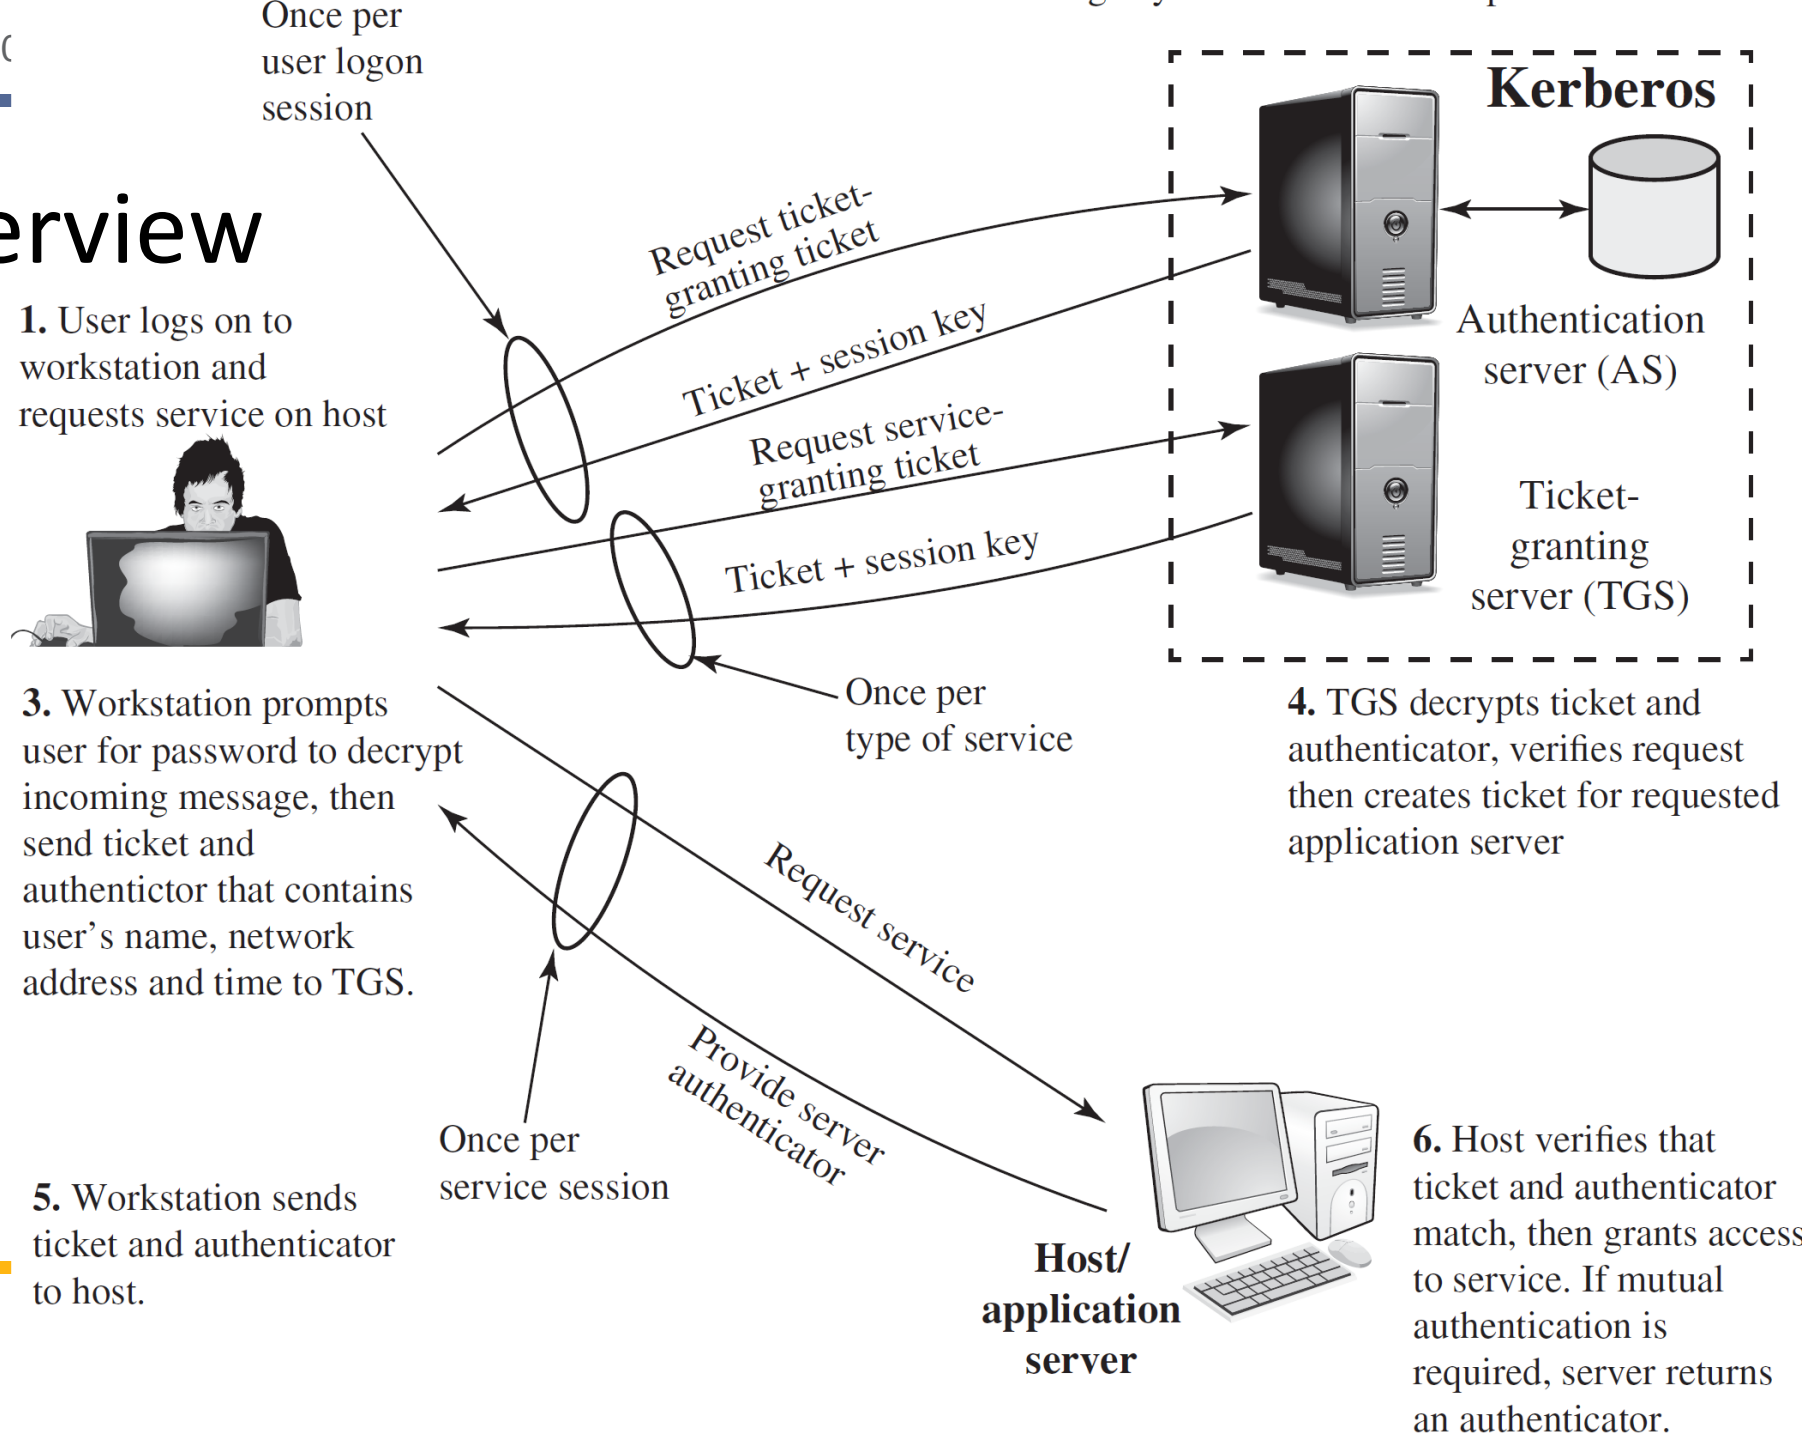 Once per
user logon
session
erview
1. User logs on to
workstation and
requests service on host
Request ticket-
granting ticket
Ticket + session key
Request service-
granting ticket
Ticket + session key
Kerberos
Authentication
server (AS)
Ticket-
granting
server (TGS)
Once per
type of service
3. Workstation prompts
user for password to decrypt
incoming message, then
send ticket and
authentictor that contains
user’s name, network
address and time to TGS.
4. TGS decrypts ticket and
authenticator, verifies request
then creates ticket for requested
application server
Request service
Provide server
authenticator
Once per
service session
5. Workstation sends
ticket and authenticator
to host.
Host/
application
server
6. Host verifies that
ticket and authenticator
match, then grants access
to service. If mutual
authentication is
required, server returns
an authenticator.